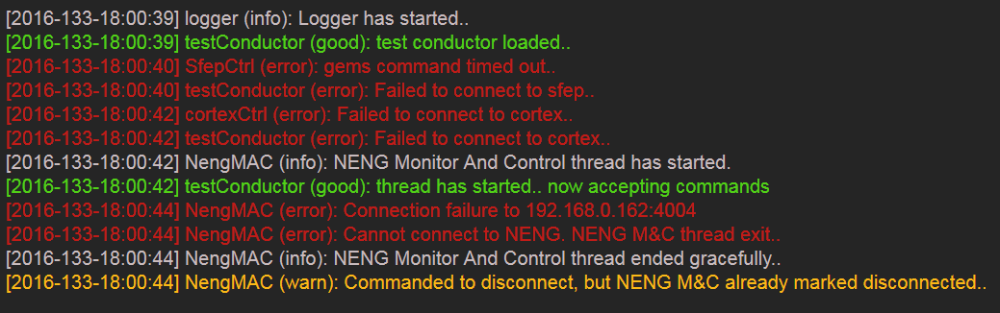 [2016-133-18:00:39] logger (info): Logger has started..
[2016-133-18:00:39] testConductor (good): test conductor loaded..
[2016-133-18:00:40] SfepCtrl (error): gems command timed out..
[2016-133-18:00:40] testConductor (error): Failed to connect to sfep..
[2016-133-18:00:42] cortexCtrl (error): Failed to connect to cortex..
[2016-133-18:00:42] testConductor (error): Failed to connect to cortex..
[2016-133-18:00:42] NengMAC (info): NENG Monitor And Control thread has started.
[2016-133-18:00:42] testConductor (good): thread has started.. now accepting commands
[2016-133-18:00:44] NengMAC (error): Connection failure to 192.168.0.162:4004
[2016-133-18:00:44] NengMAC (error): Cannot connect to NENG. NENG M&C thread exit..
[2016-133-18:00:44] NengMAC (info): NENG Monitor And Control thread ended gracefully..
[2016-133-18:00:44] NengMAC (warn): Commanded to disconnect, but NENG M&C already marked disconnected..